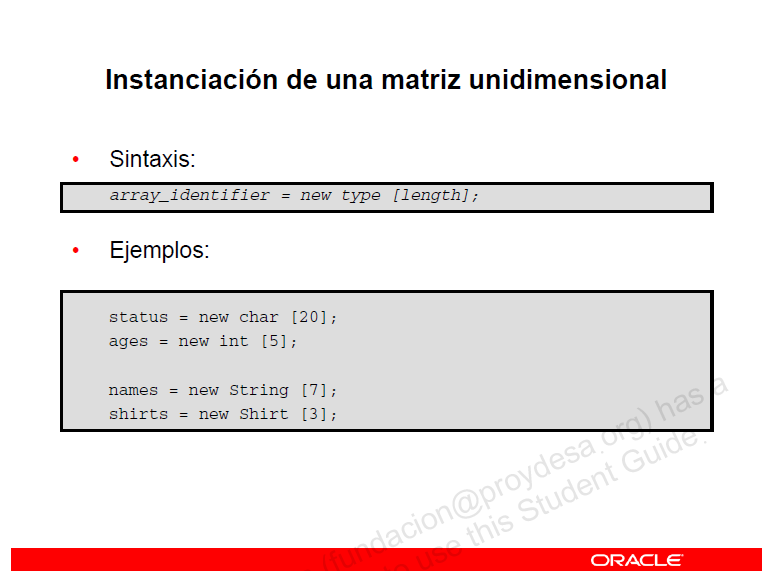 Instanciación de una matriz unidimensional
• Sintaxis:
array_identifier = new type [length];
• Ejemplos:
status = new char [20];
ages = new int [5];
names = new String [7];
shirts = new Shirt [3];
(fundacion@proydesa.org) has a
to use this Student Guide.
ORACLE